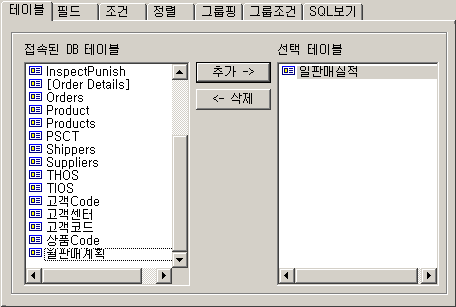 테이블 필드 조건 정렬 그룹핑 그룹조건 SQL보기
접속된 DB 테이블
InspectPunish
[Order Details]
Orders
Product
Products
PSCT
Shippers
Suppliers
THOS
TIOS
고객Code
고객센터
고객코드
상품Code
월판매계획
추가 ->
<- 삭제
선택 테이블
일판매실적